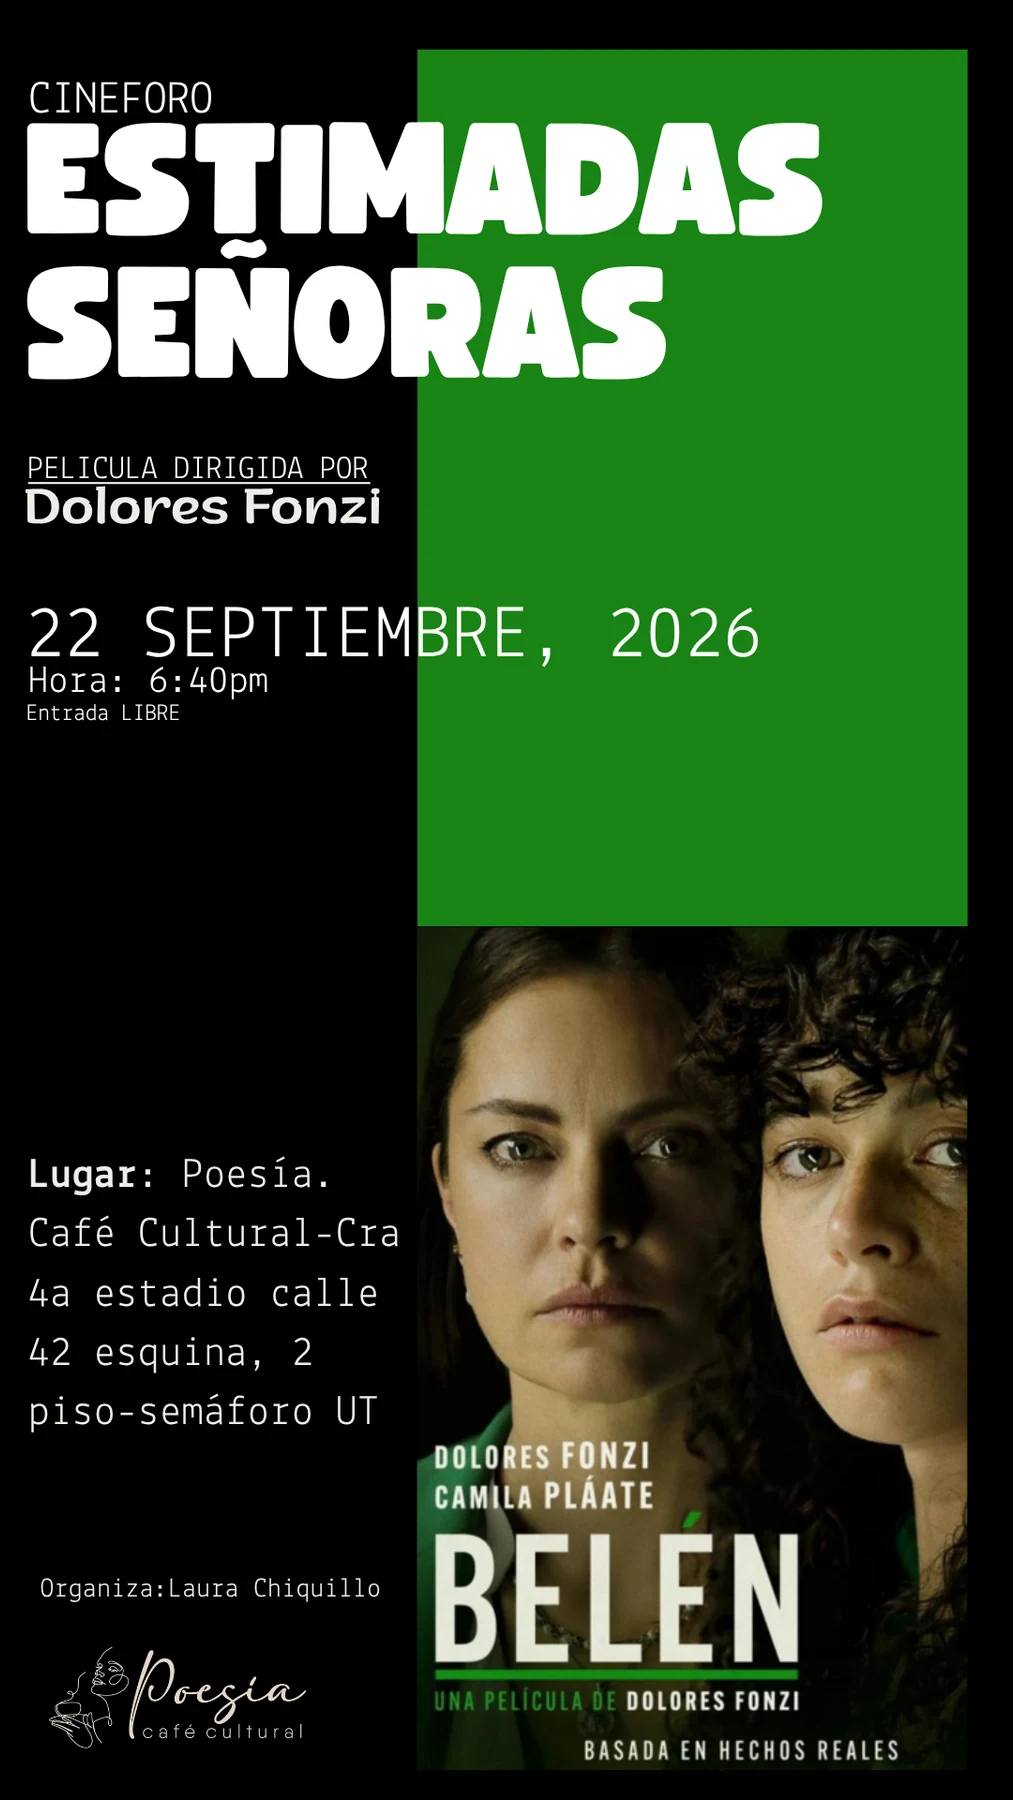 CINEFORO
ESTIMADAS
SEÑORAS
PELICULA DIRIGIDA POR
Dolores Fonzi
22 SEPTIEMBRE, 2026
Hora: 6:40pm
Entrada LIBRE
Lugar: Poesía.
Café Cultural-Cra
4a estadio calle
42 esquina, 2
piso-semáforo UT
Organiza:Laura Chiquillo
Poesía
café cultural
DOLORES FONZI
CAMILA PLÁATE
BELÉN
UNA PELÍCULA DE DOLORES FONZI
BASADA EN HECHOS REALES